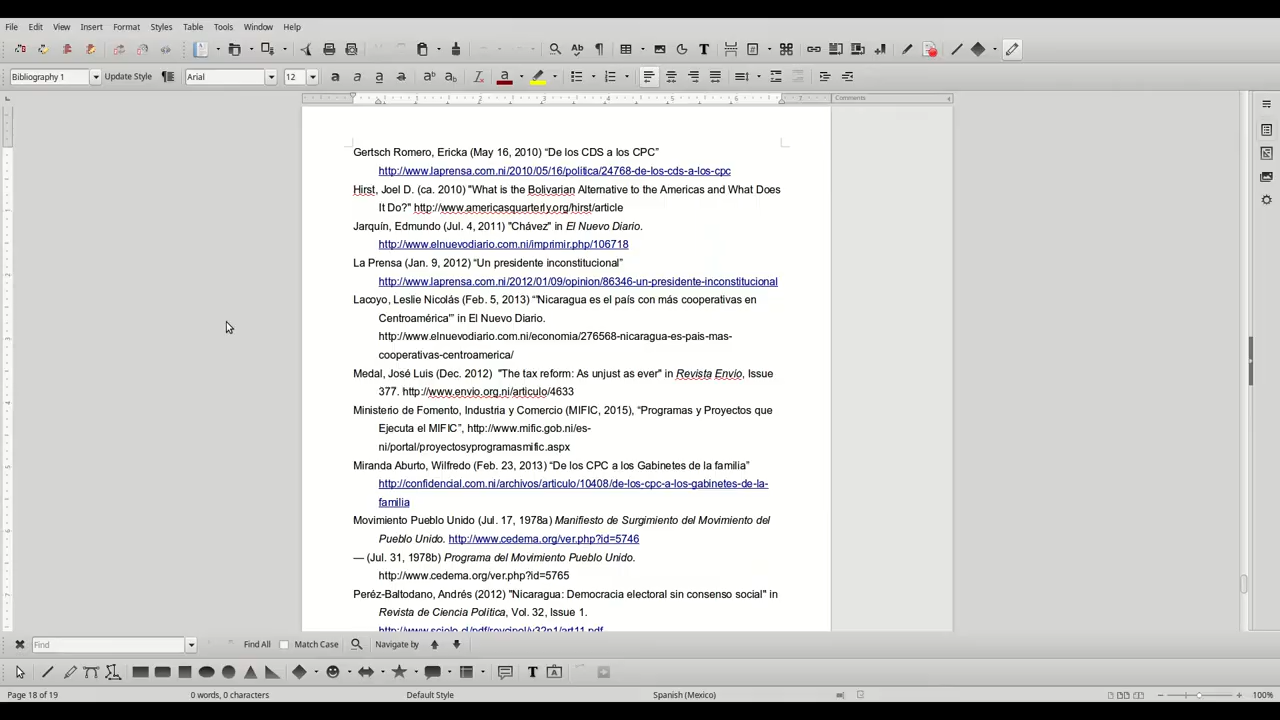 File Edit View Insert Format Styles Table Tools Window Help
Bibliography 1 Update Style Arial 12
Comments
Gertsch Romero, Ericka (May 16, 2010) “De los CDS a los CPC”
http://www.laprensa.com.ni/2010/05/16/politica/24768-de-los-cds-a-los-cpc
Hirst, Joel D. (ca. 2010) "What is the Bolivarian Alternative to the Americas and What Does
It Do?" http://www.americasquarterly.org/hirst/article
Jarquín, Edmundo (Jul. 4, 2011) "Chávez" in El Nuevo Diario.
http://www.elnuevodiario.com.ni/imprimir.php/106718
La Prensa (Jan. 9, 2012) “Un presidente inconstitucional”
http://www.laprensa.com.ni/2012/01/09/opinion/86346-un-presidente-inconstitucional
Lacoyo, Leslie Nicolás (Feb. 5, 2013) “'Nicaragua es el país con más cooperativas en
Centroamérica'” in El Nuevo Diario.
http://www.elnuevodiario.com.ni/economia/276568-nicaragua-es-pais-mas-
cooperativas-centroamerica/
Medal, José Luis (Dec. 2012)  "The tax reform: As unjust as ever" in Revista Envío, Issue
377. http://www.envio.org.ni/articulo/4633
Ministerio de Fomento, Industria y Comercio (MIFIC, 2015), “Programas y Proyectos que
Ejecuta el MIFIC”, http://www.mific.gob.ni/es-
ni/portal/proyectosyprogramasmific.aspx
Miranda Aburto, Wilfredo (Feb. 23, 2013) “De los CPC a los Gabinetes de la familia”
http://confidencial.com.ni/archivos/articulo/10408/de-los-cpc-a-los-gabinetes-de-la-
familia
Movimiento Pueblo Unido (Jul. 17, 1978a) Manifiesto de Surgimiento del Movimiento del
Pueblo Unido. http://www.cedema.org/ver.php?id=5746
— (Jul. 31, 1978b) Programa del Movimiento Pueblo Unido.
http://www.cedema.org/ver.php?id=5765
Peréz-Baltodano, Andrés (2012) "Nicaragua: Democracia electoral sin consenso social" in
Revista de Ciencia Política, Vol. 32, Issue 1.
http://www.scielo.cl/pdf/revcipol/v32n1/art11.pdf
Find Find All Match Case Navigate by
Page 18 of 19 0 words, 0 characters Default Style Spanish (Mexico) 100%